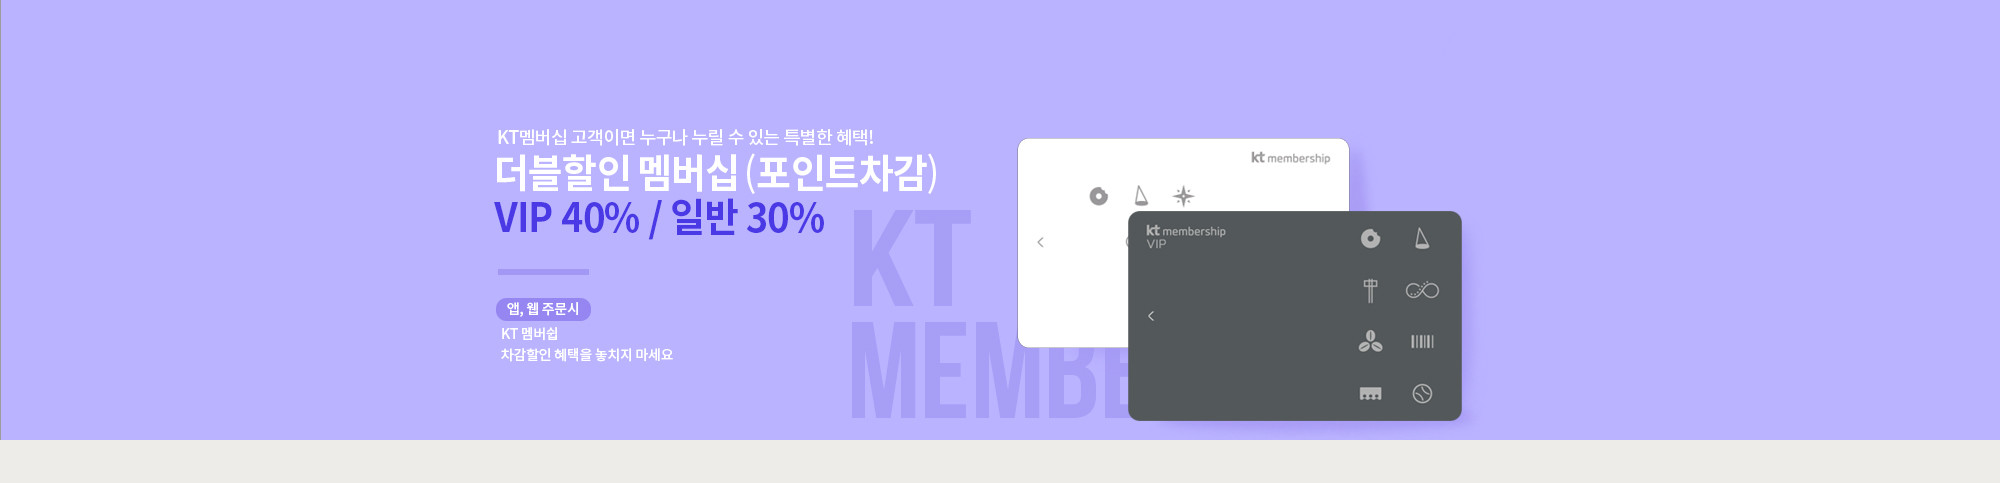 KT멤버십 고객이면 누구나 누릴 수 있는 특별한 혜택!
더블할인 멤버십 (포인트차감)
VIP 40% / 일반 30%
앱, 웹 주문시
KT 멤버쉽
차감할인 혜택을 놓치지 마세요
KT
MEMBE
kt membership
kt membership
VIP